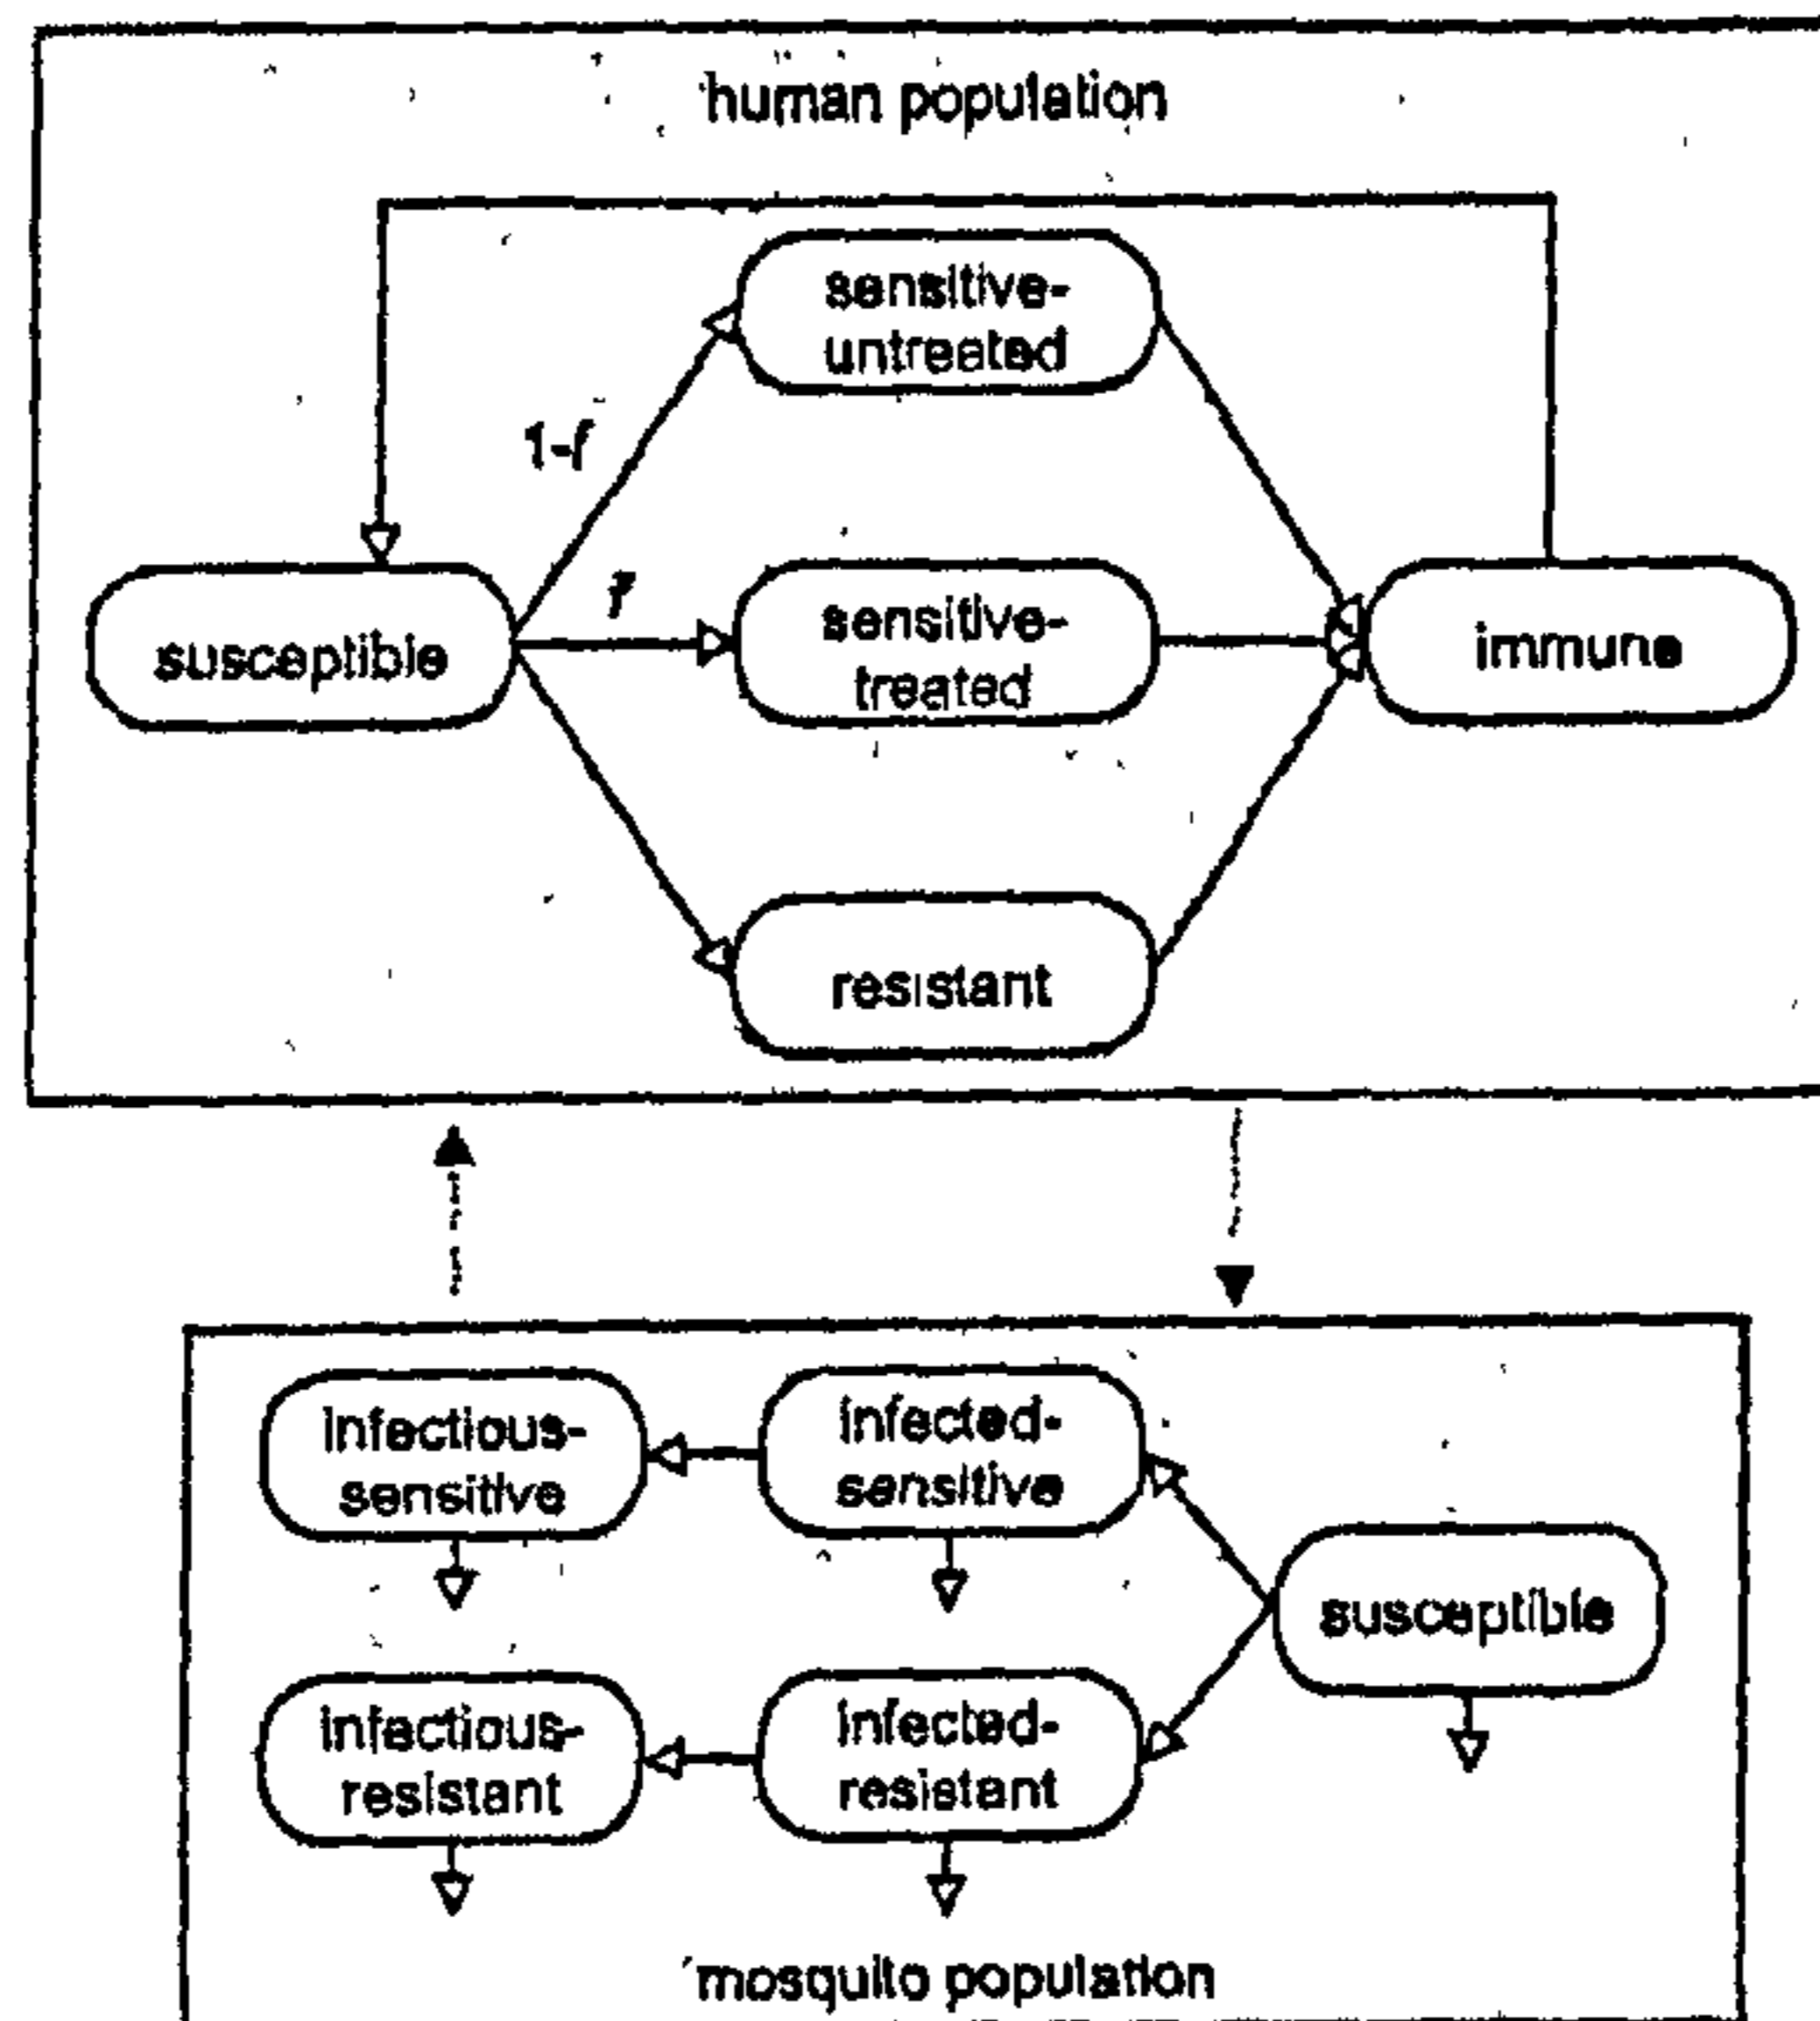 human population
sensitive-
untreated
1-f
f
susceptible
sensitive-
treated
immune
resistant
infectious-
sensitive
infected-
sensitive
susceptible
infectious-
resistant
infected-
resistant
mosquito population